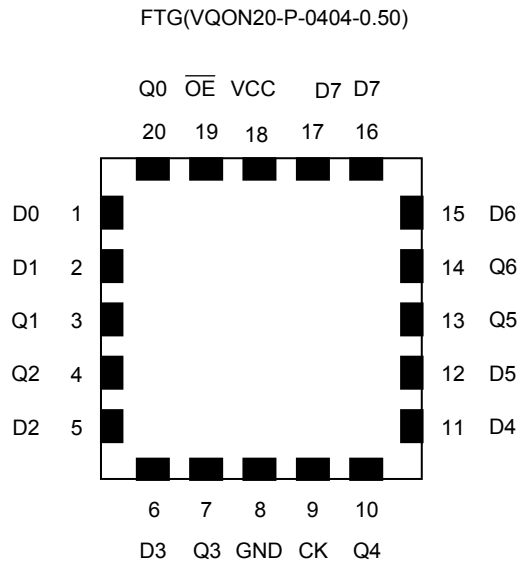 FTG(VQON20-P-0404-0.50)
Q0 O̅E̅ VCC D7 D7
20 19 18 17 16
D0 1 15 D6
D1 2 14 Q6
Q1 3 13 Q5
Q2 4 12 D5
D2 5 11 D4
6 7 8 9 10
D3 Q3 GND CK Q4